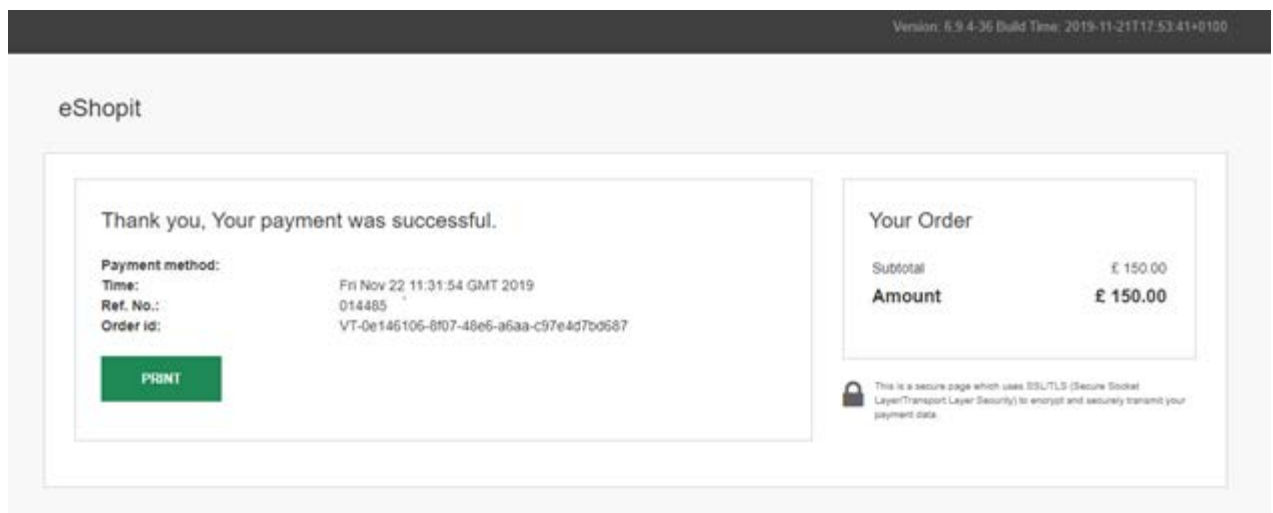 Version: 6.9.4-36 Build Time: 2019-11-21T17:53:41+0100
eShopit
Thank you, Your payment was successful.
Payment method:
Time: Fri Nov 22 11:31:54 GMT 2019
Ref. No.: 014485
Order id: VT-0e146106-8f07-48e6-a6aa-c97e4d7bd687
PRINT
Your Order
Subtotal £ 150.00
Amount £ 150.00
This is a secure page which uses SSL/TLS (Secure Socket
Layer/Transport Layer Security) to encrypt and securely transmit your
payment data.